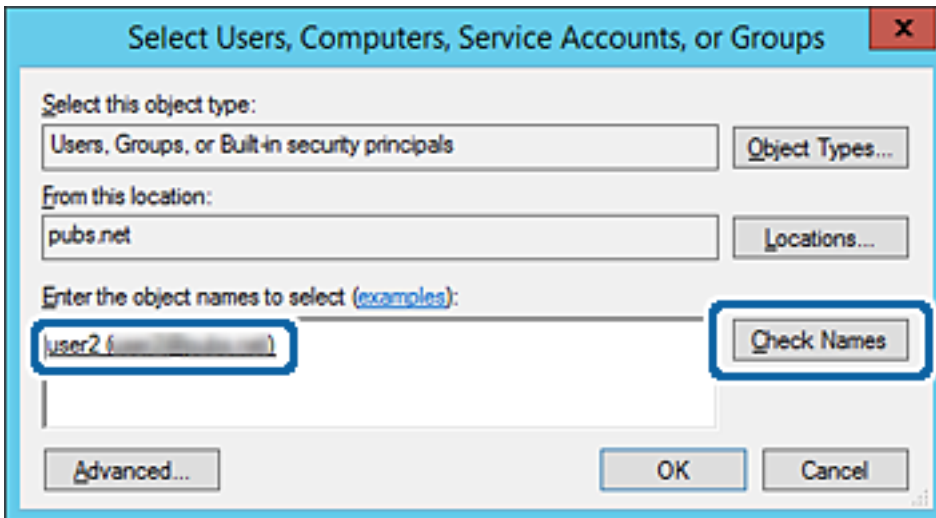 Select Users, Computers, Service Accounts, or Groups
x
Select this object type:
Users, Groups, or Built-in security principals
Object Types...
From this location:
pubs.net
Locations...
Enter the object names to select (examples):
user2 (
)
Check Names
Advanced...
OK
Cancel